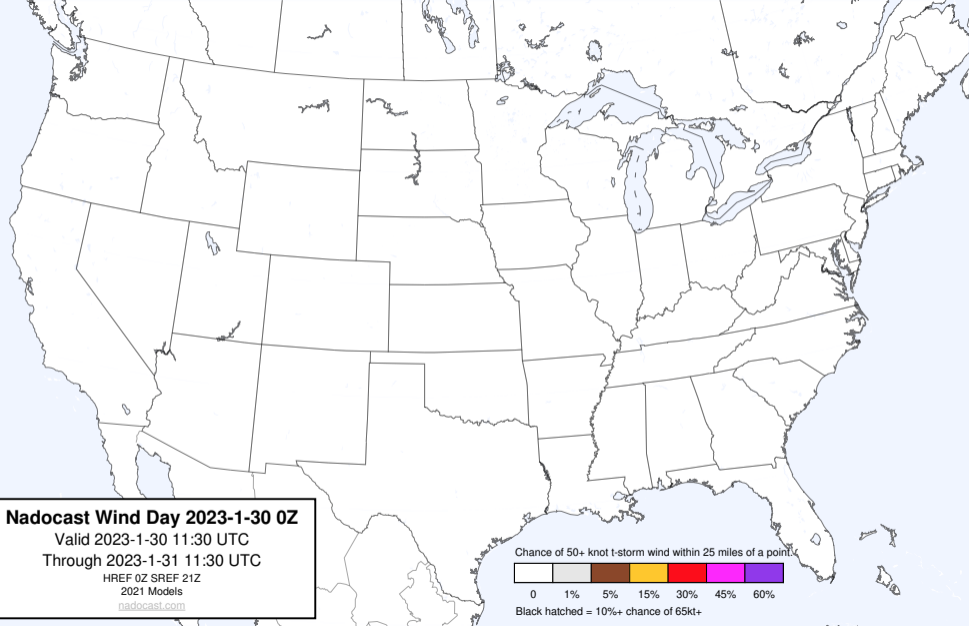 Nadocast Wind Day 2023-1-30 0Z
Valid 2023-1-30 11:30 UTC
Through 2023-1-31 11:30 UTC
HREF 0Z SREF 21Z
2021 Models
nadocast.com
Chance of 50+ knot t-storm wind within 25 miles of a point.
0 1% 5% 15% 30% 45% 60%
Black hatched = 10%+ chance of 65kt+